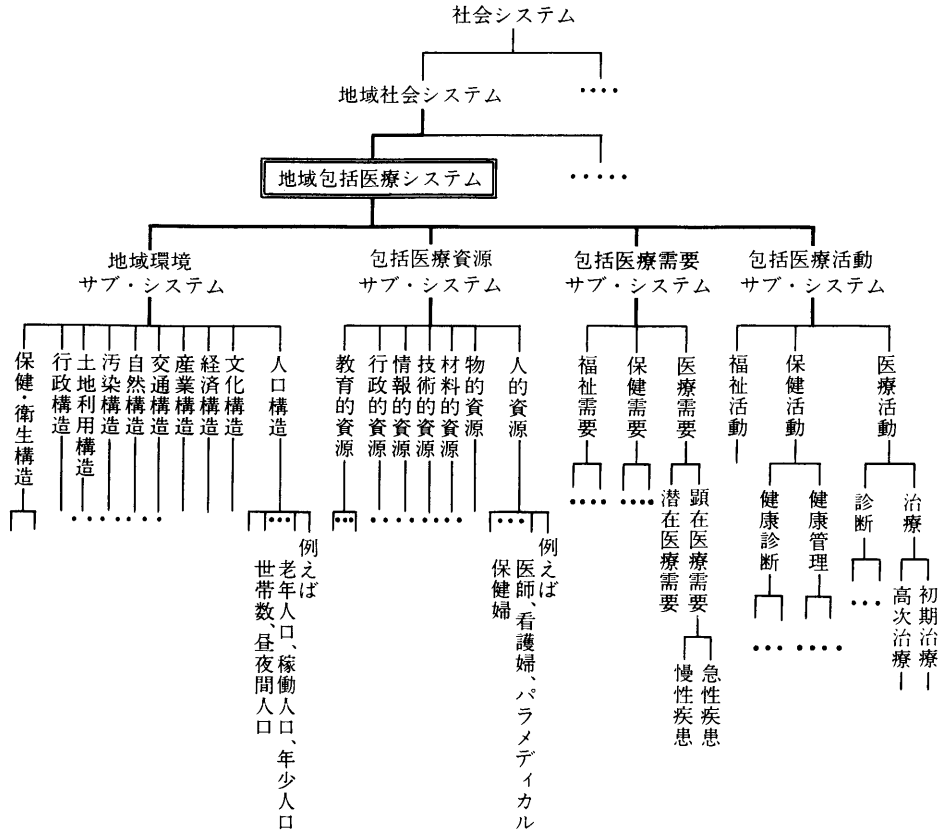 社会システム
地域社会システム
‥‥
地域包括医療システム
‥‥‥
地域環境
サブ・システム
包括医療資源
サブ・システム
包括医療需要
サブ・システム
包括医療活動
サブ・システム
保健・衛生構造
行政構造
土地利用構造
汚染構造
自然構造
交通構造
産業構造
経済構造
文化構造
人口構造
教育的資源
行政的資源
情報的資源
技術的資源
材料的資源
物的資源
人的資源
福祉需要
保健需要
医療需要
福祉活動
保健活動
医療活動
例えば
老年人口、稼働人口、年少人口
世帯数、昼夜間人口
例えば
医師、看護婦、パラメディカル
保健婦
潜在医療需要
顕在医療需要
慢性疾患
急性疾患
健康診断
健康管理
診断
治療
高次治療
初期治療